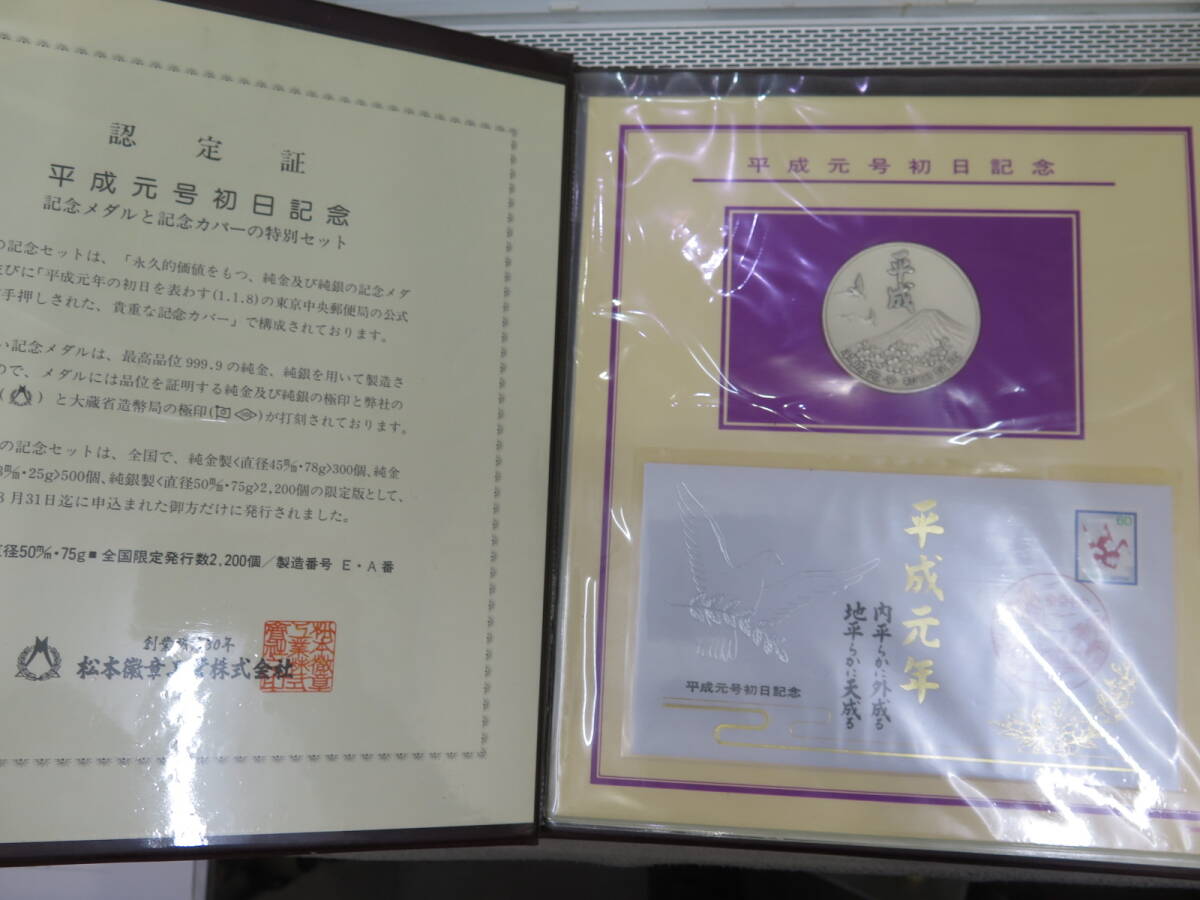 認定証
平成元号初日記念
記念メダルと記念カバーの特別セット
の記念セットは、「永久的価値をもつ、純金及び純銀の記念メダ
びに「平成元年の初日を表わす(1.1.8)の東京中央郵便局の公式
手押しされた、貴重な記念カバー」で構成されております。
い記念メダルは、最高品位999.9の純金、純銀を用いて製造さ
ので、メダルには品位を証明する純金及び純銀の極印と弊社の
( ) と大蔵省造幣局の極印( )が打刻されております。
の記念セットは、全国で、純金製<直径45㎜・78g>300個、純金
㎜・25g>500個、純銀製<直径50㎜・75g>2,200個の限定版として、
8月31日迄に申込まれた御方だけに発行されました。
径50㎜・75g■全国限定発行数2,200個/製造番号 E・A番
創業 80年
松本徽章工業株式会社
平成元号初日記念
平成
平成元年
内平らかに外成る
地平らかに天成る
平成元号初日記念
60